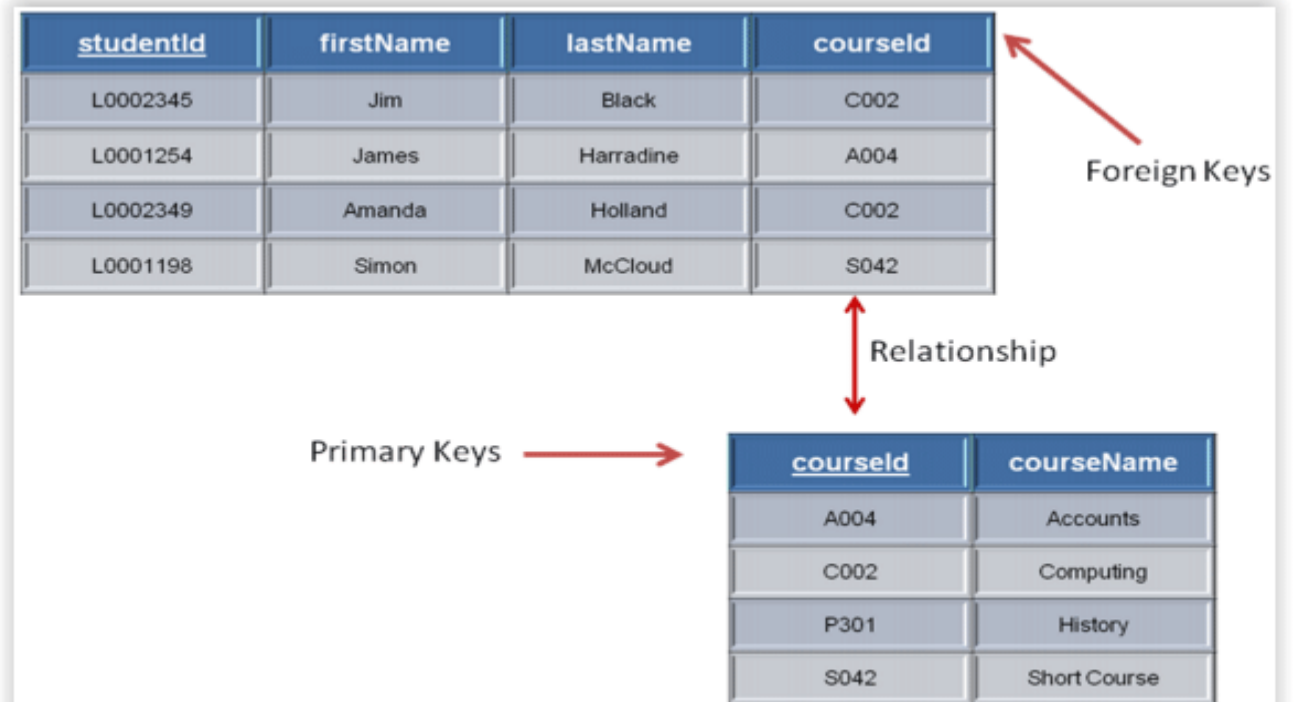 studentId firstName lastName courseId
L0002345 Jim Black C002
L0001254 James Harradine A004
L0002349 Amanda Holland C002
L0001198 Simon McCloud S042
Foreign Keys
Relationship
Primary Keys
courseId courseName
A004 Accounts
C002 Computing
P301 History
S042 Short Course